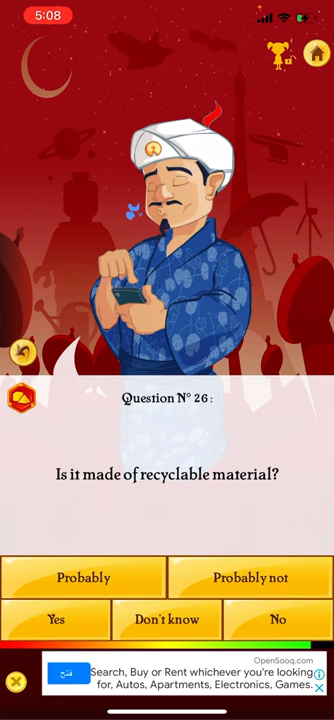 5:08
Question N° 26 :
Is it made of recyclable material?
Probably
Probably not
Yes
Don't know
No
OpenSooq.com
فتح
Search, Buy or Rent whichever you're looking
for, Autos, Apartments, Electronics, Games.